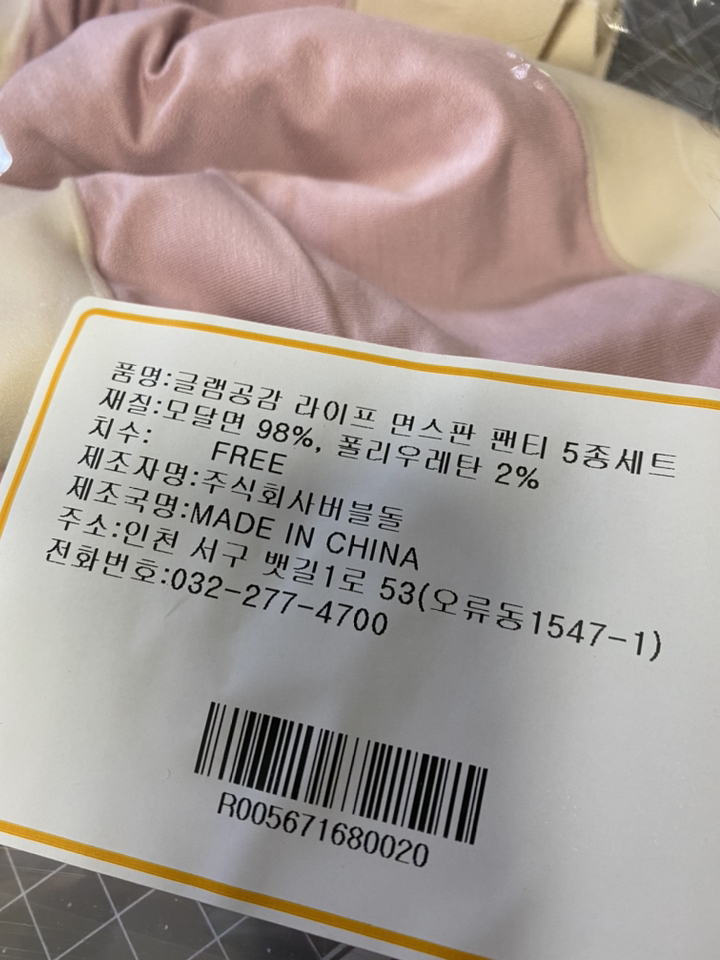 품명:글램공감 라이프 면스판 팬티 5종세트
재질:모달면 98%, 폴리우레탄 2%
치수: FREE
제조자명:주식회사버블돌
제조국명:MADE IN CHINA
주소:인천 서구 뱃길1로 53(오류동1547-1)
전화번호:032-277-4700
R005671680020